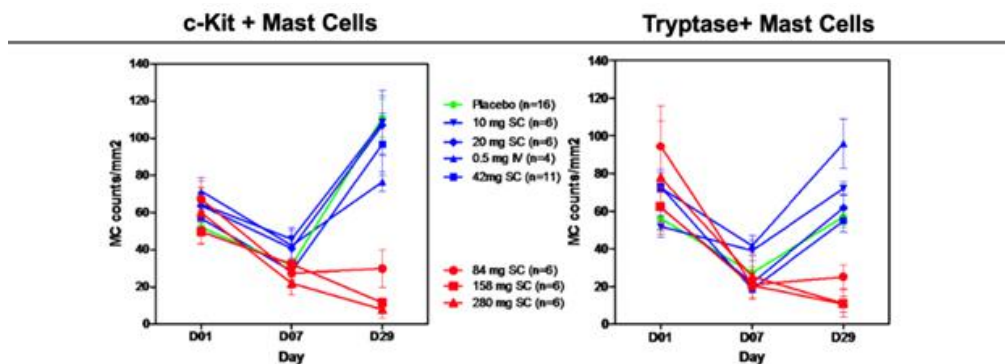 c-Kit + Mast Cells
Tryptase+ Mast Cells
MC counts/mm2
140
120
100
80
60
40
20
0
D01
D07
D29
Day
Placebo (n=16)
10 mg SC (n=6)
20 mg SC (n=6)
0.5 mg IV (n=4)
42mg SC (n=11)
84 mg SC (n=6)
158 mg SC (n=6)
280 mg SC (n=6)
MC counts/mm2
140
120
100
80
60
40
20
0
D01
D07
D29
Day